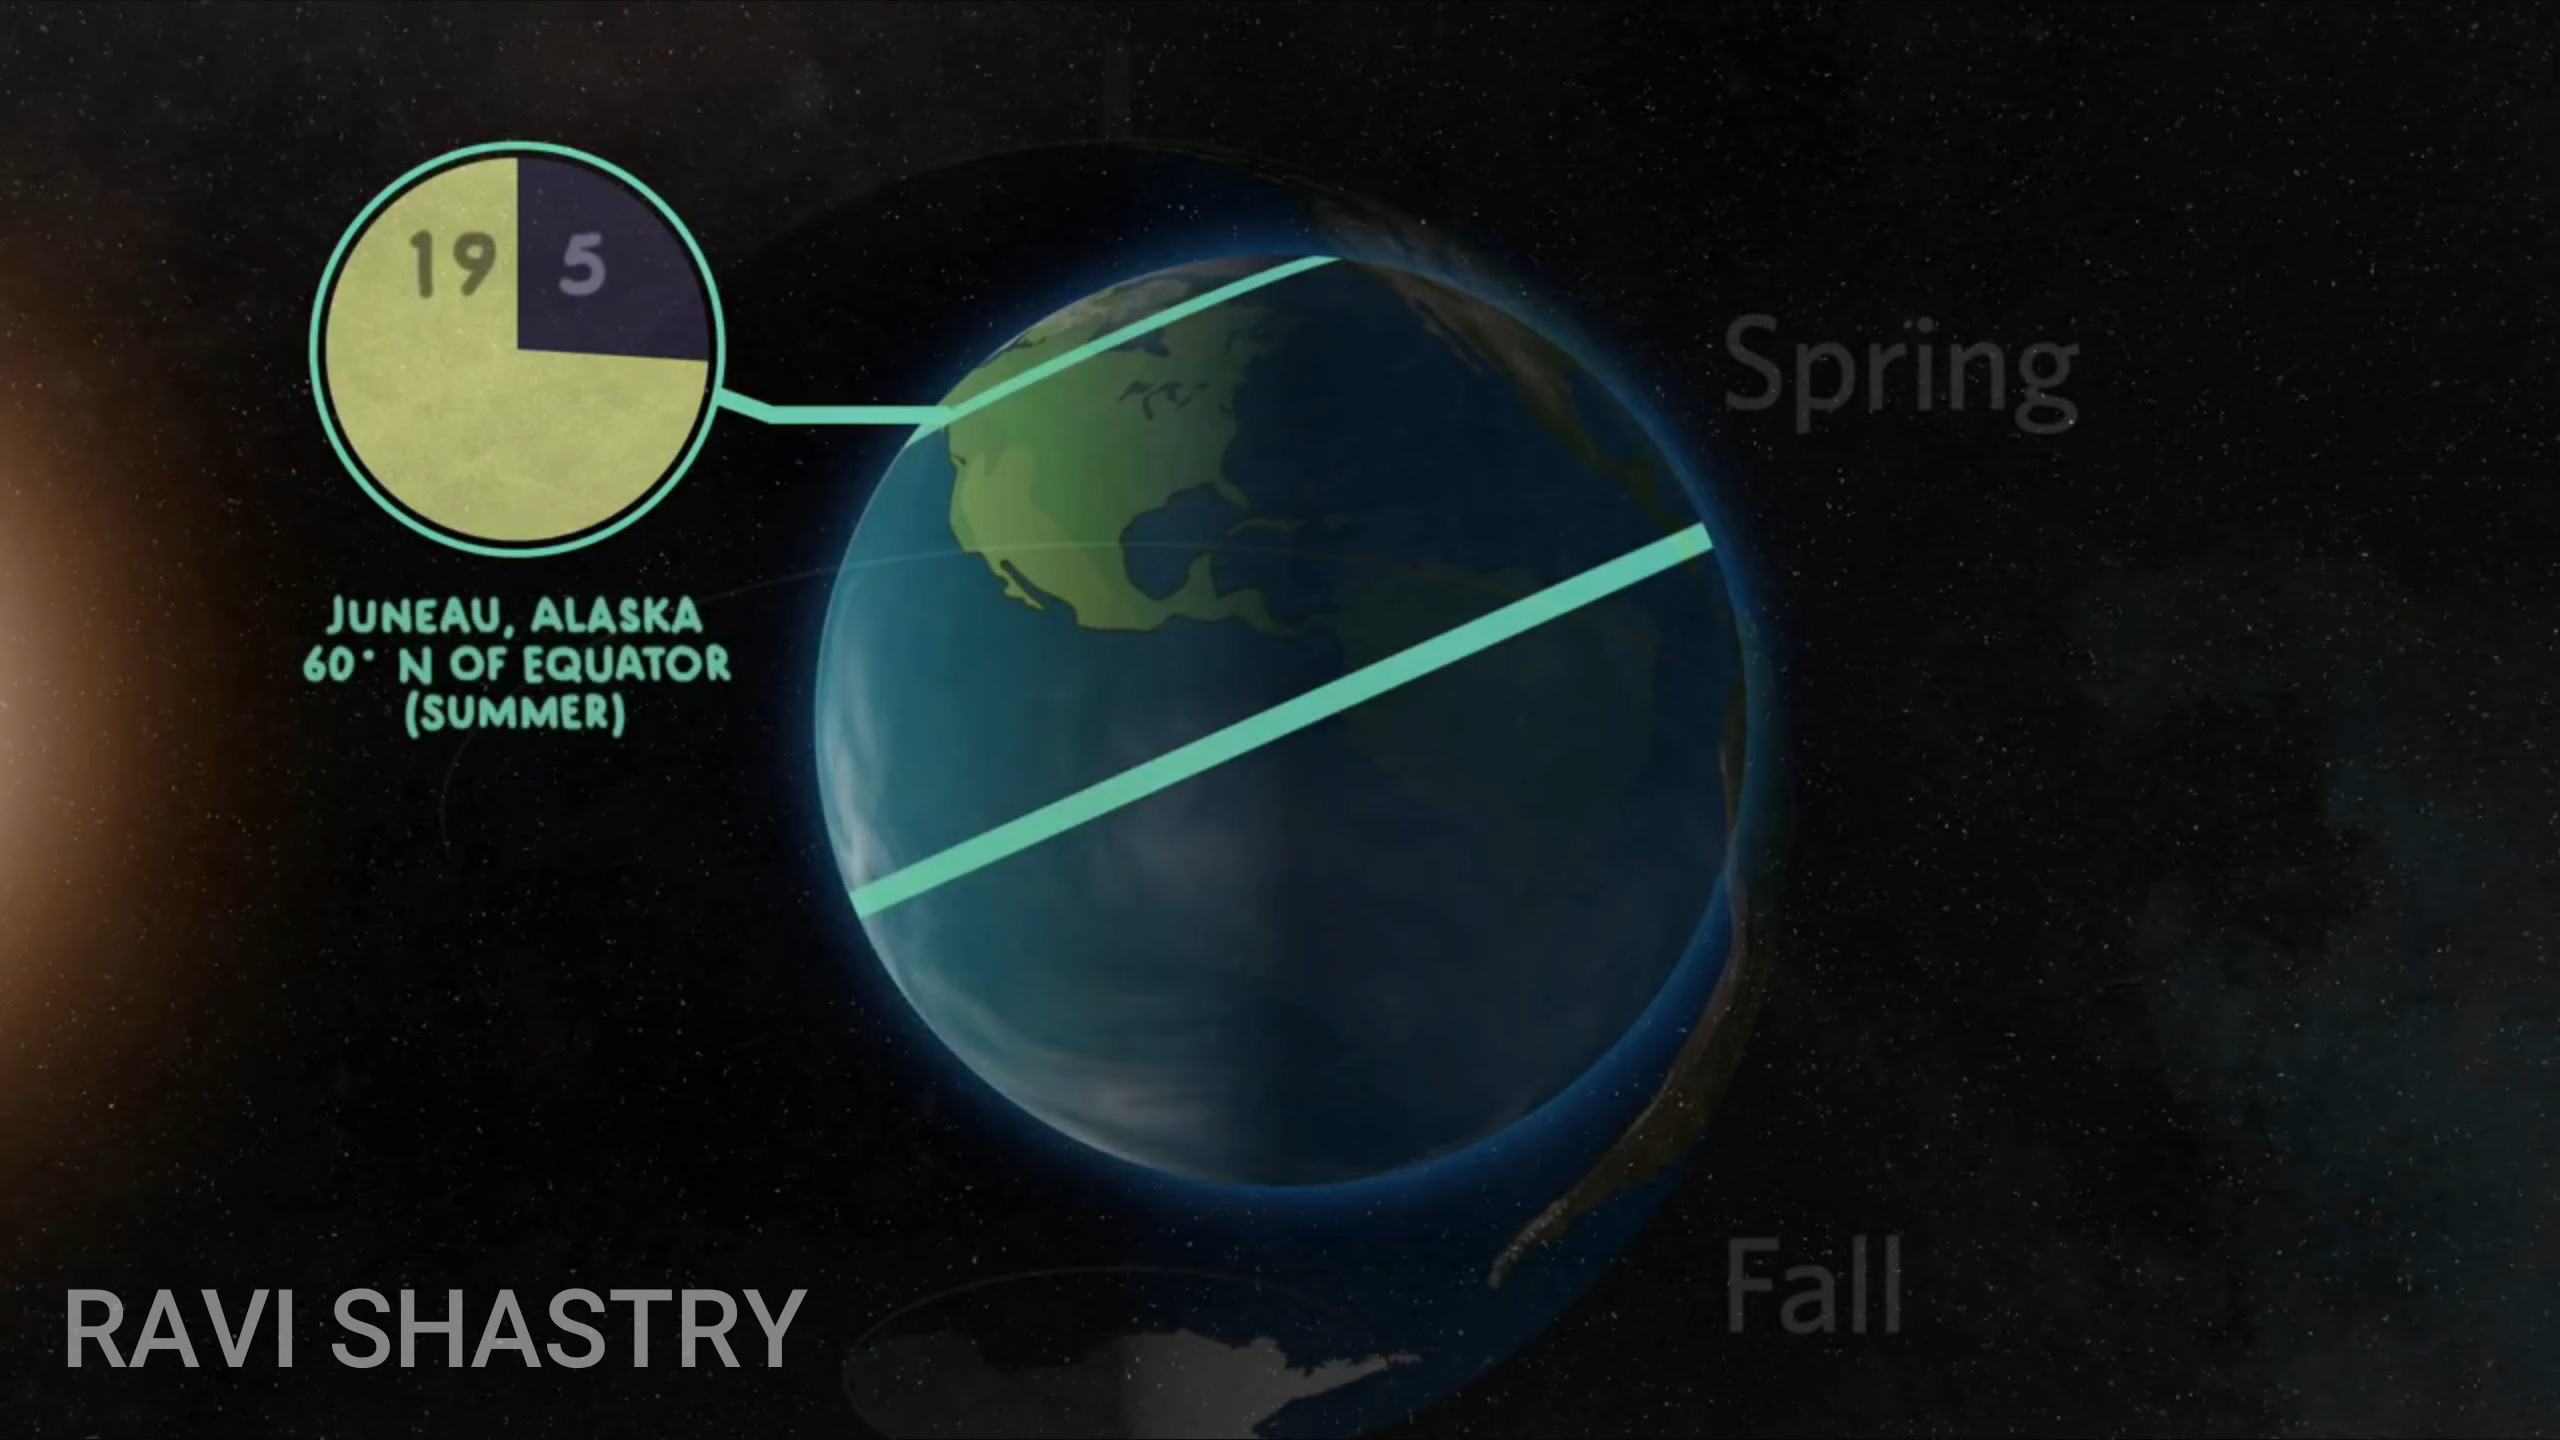 19 5
JUNEAU, ALASKA
60° N OF EQUATOR
(SUMMER)
Spring
Fall
RAVI SHASTRY